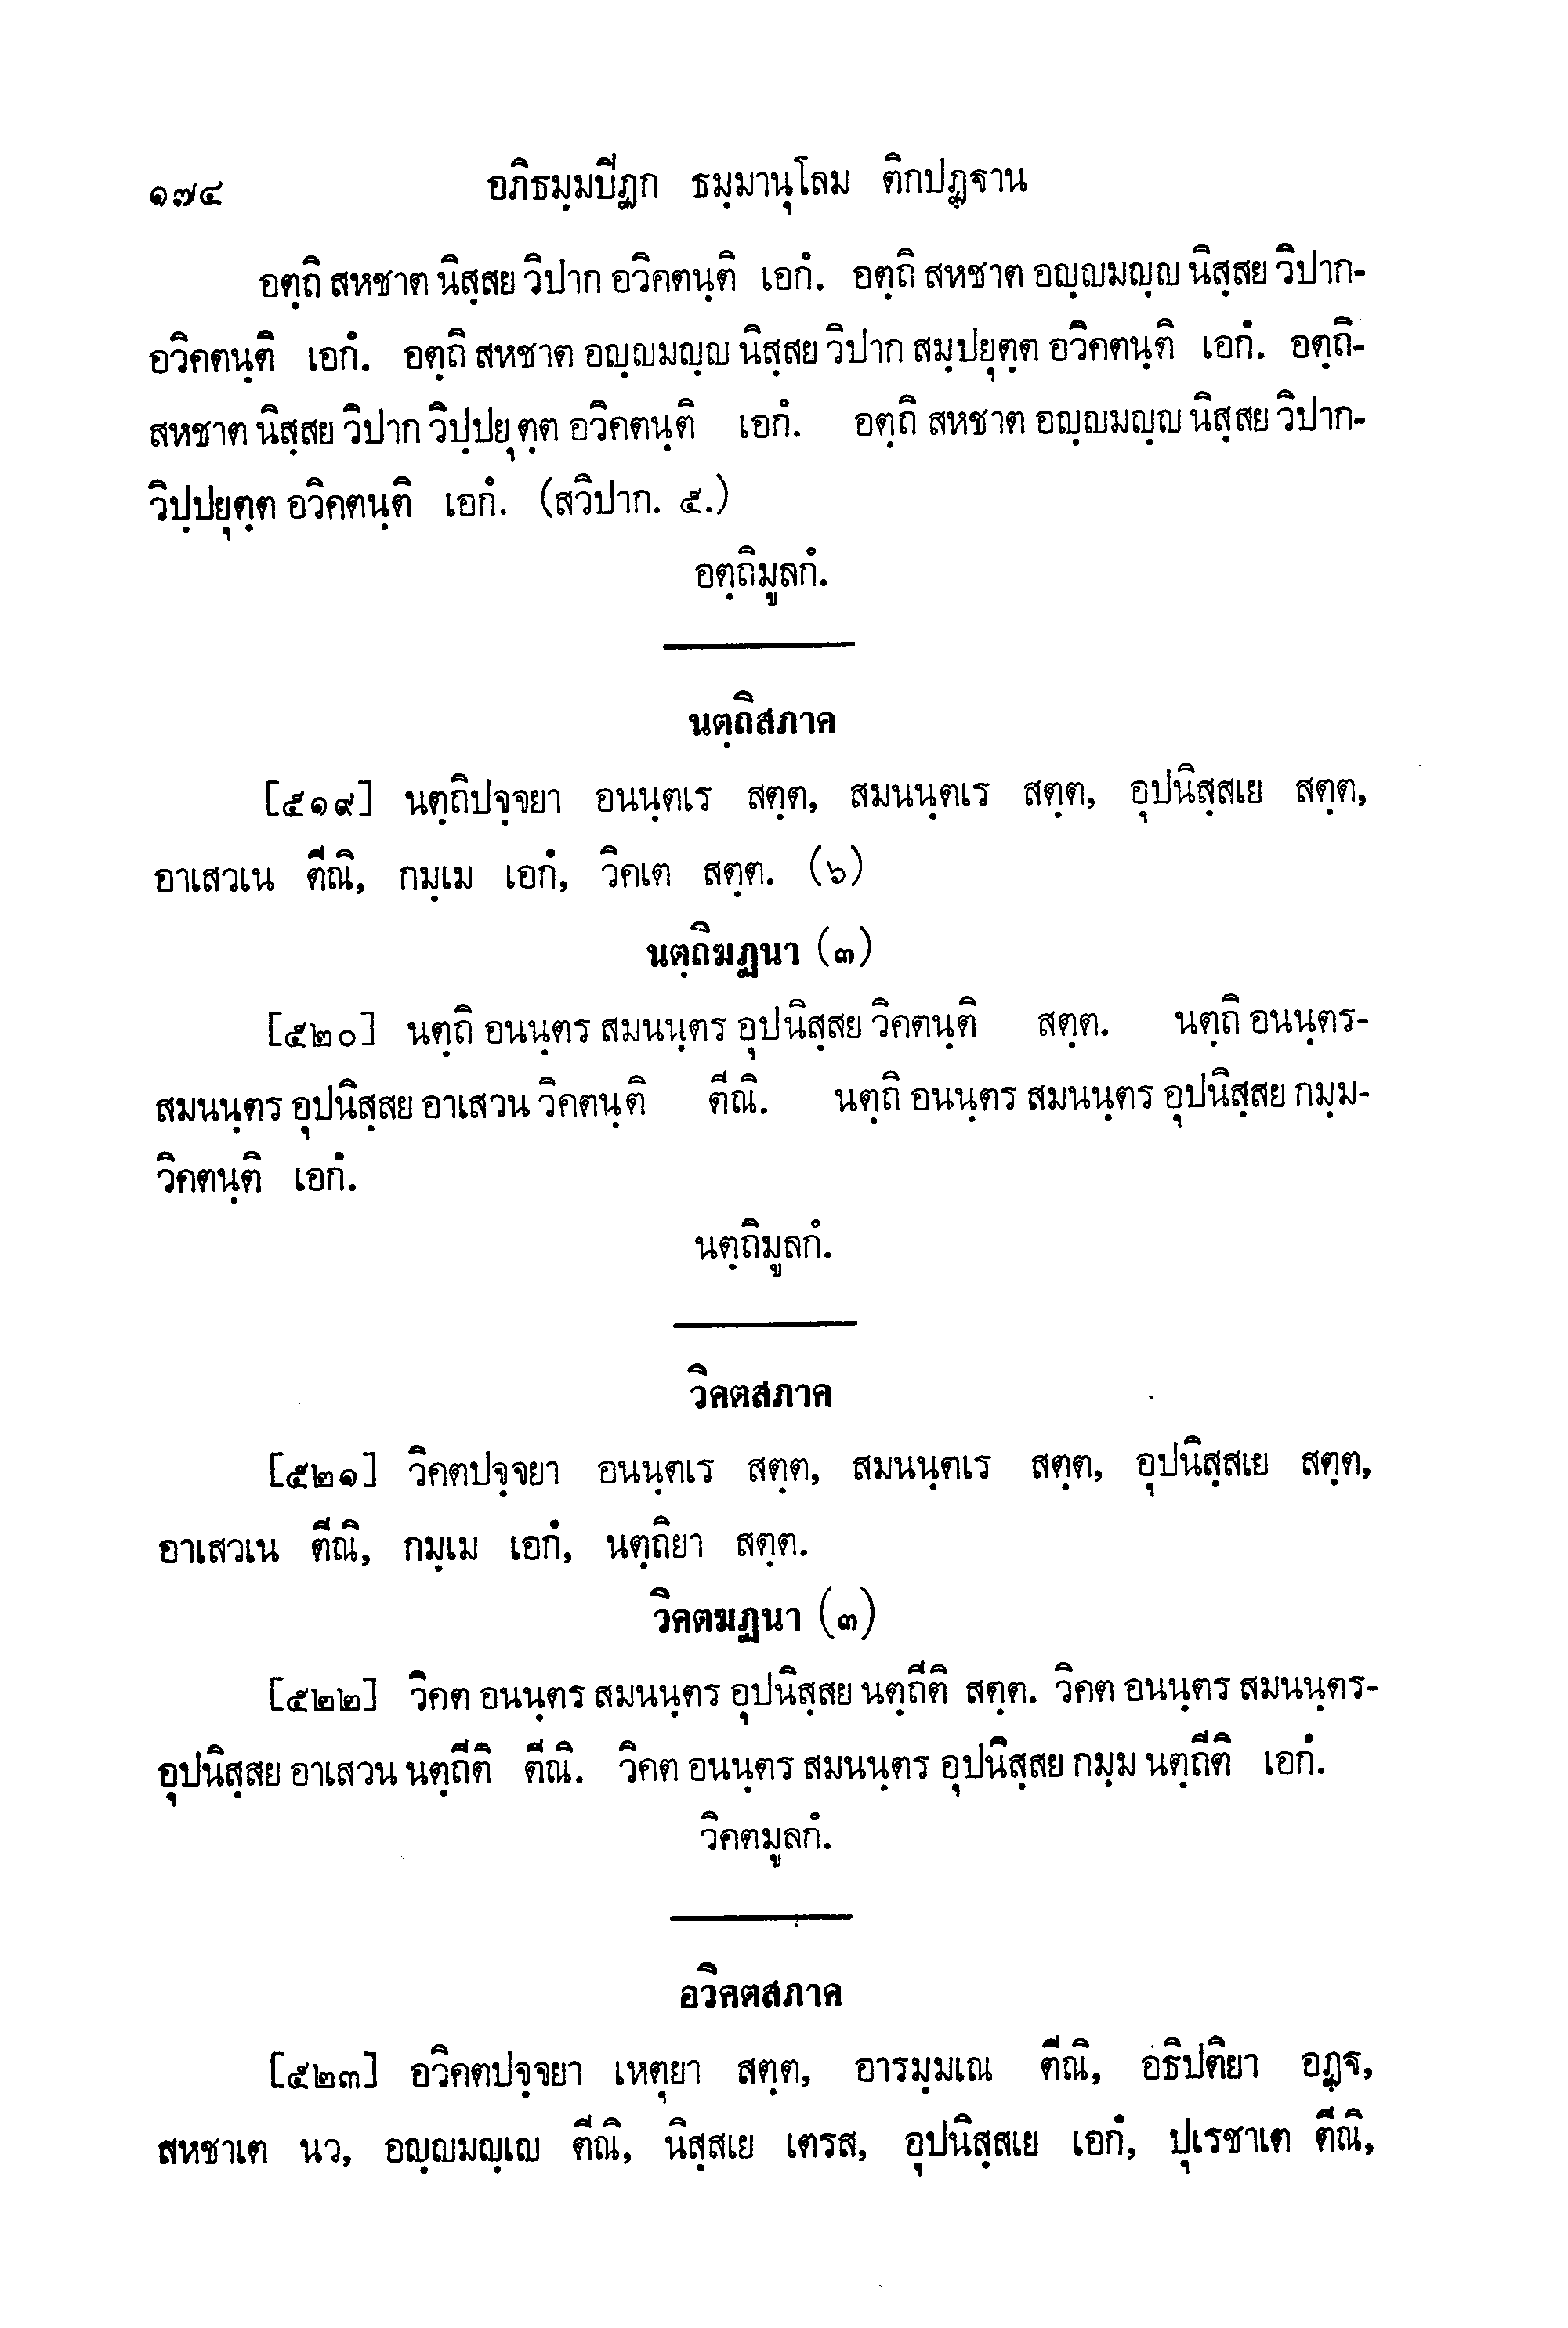 ๑๗๔ อภิธมฺมปิฏก ธมฺมานุโลม ติกปฏฺฐาน
อตฺถิ สหชาต นิสฺสย วิปาก อวิคตนฺติ เอกํ. อตฺถิ สหชาต อญฺญมญฺญ นิสฺสย วิปาก-
อวิคตนฺติ เอกํ. อตฺถิ สหชาต อญฺญมญฺญ นิสฺสย วิปาก สมฺปยุตฺต อวิคตนฺติ เอกํ. อตฺถิ-
สหชาต นิสฺสย วิปาก วิปฺปยุตฺต อวิคตนฺติ เอกํ. อตฺถิ สหชาต อญฺญมญฺญ นิสฺสย วิปาก-
วิปฺปยุตฺต อวิคตนฺติ เอกํ. (สวิปาก. ๕.)
อตฺถิมูลกํ.
นตฺถิสภาค
[๕๑๙] นตฺถิปจฺจยา อนนฺตเร สตฺต, สมนนฺตเร สตฺต, อุปนิสฺสเย สตฺต,
อาเสวเน ตีณิ, กมฺเม เอกํ, วิคเต สตฺต. (๖)
นตฺถิฆฏนา (๓)
[๕๒๐] นตฺถิ อนนฺตร สมนนฺตร อุปนิสฺสย วิคตนฺติ สตฺต. นตฺถิ อนนฺตร-
สมนนฺตร อุปนิสฺสย อาเสวน วิคตนฺติ ตีณิ. นตฺถิ อนนฺตร สมนนฺตร อุปนิสฺสย กมฺม-
วิคตนฺติ เอกํ.
นตฺถิมูลกํ.
วิคตสภาค
[๕๒๑] วิคตปจฺจยา อนนฺตเร สตฺต, สมนนฺตเร สตฺต, อุปนิสฺสเย สตฺต,
อาเสวเน ตีณิ, กมฺเม เอกํ, นตฺถิยา สตฺต.
วิคตฆฏนา (๓)
[๕๒๒] วิคต อนนฺตร สมนนฺตร อุปนิสฺสย นตฺถีติ สตฺต. วิคต อนนฺตร สมนนฺตร-
อุปนิสฺสย อาเสวน นตฺถีติ ตีณิ. วิคต อนนฺตร สมนนฺตร อุปนิสฺสย กมฺม นตฺถีติ เอกํ.
วิคตมูลกํ.
อวิคตสภาค
[๕๒๓] อวิคตปจฺจยา เหตุยา สตฺต, อารมฺมเณ ตีณิ, อธิปติยา อฏฺฐ,
สหชาเต นว, อญฺญมญฺเญ ตีณิ, นิสฺสเย เตรส, อุปนิสฺสเย เอกํ, ปุเรชาเต ตีณิ,